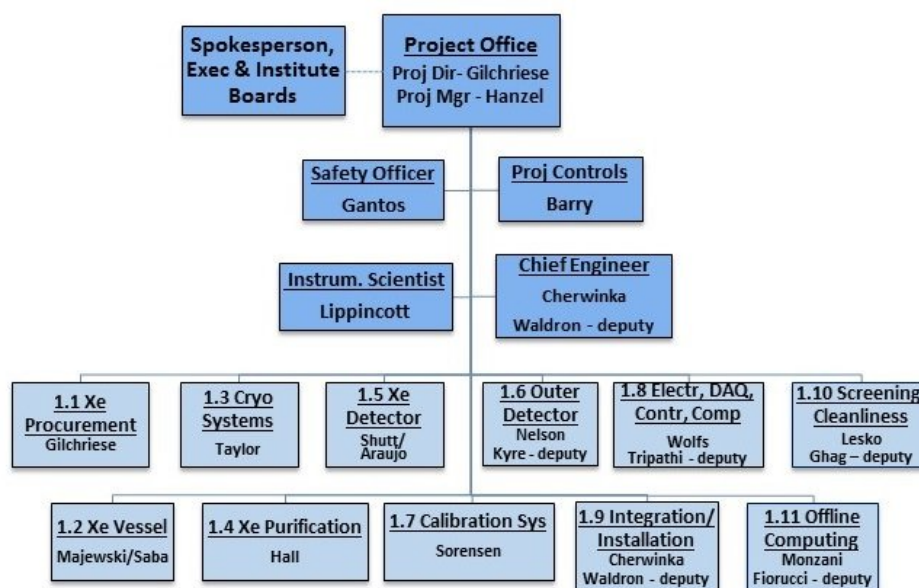 Spokesperson,
Exec & Institute
Boards
Project Office
Proj Dir- Gilchriese
Proj Mgr - Hanzel
Safety Officer
Gantos
Proj Controls
Barry
Instrum. Scientist
Lippincott
Chief Engineer
Cherwinka
Waldron - deputy
1.1 Xe
Procurement
Gilchriese
1.3 Cryo
Systems
Taylor
1.5 Xe
Detector
Shutt/
Araujo
1.6 Outer
Detector
Nelson
Kyre - deputy
1.8 Electr, DAQ,
Contr, Comp
Wolfs
Tripathi - deputy
1.10 Screening
Cleanliness
Lesko
Ghag – deputy
1.2 Xe Vessel
Majewski/Saba
1.4 Xe Purification
Hall
1.7 Calibration Sys
Sorensen
1.9 Integration/
Installation
Cherwinka
Waldron - deputy
1.11 Offline
Computing
Monzani
Fiorucci - deputy